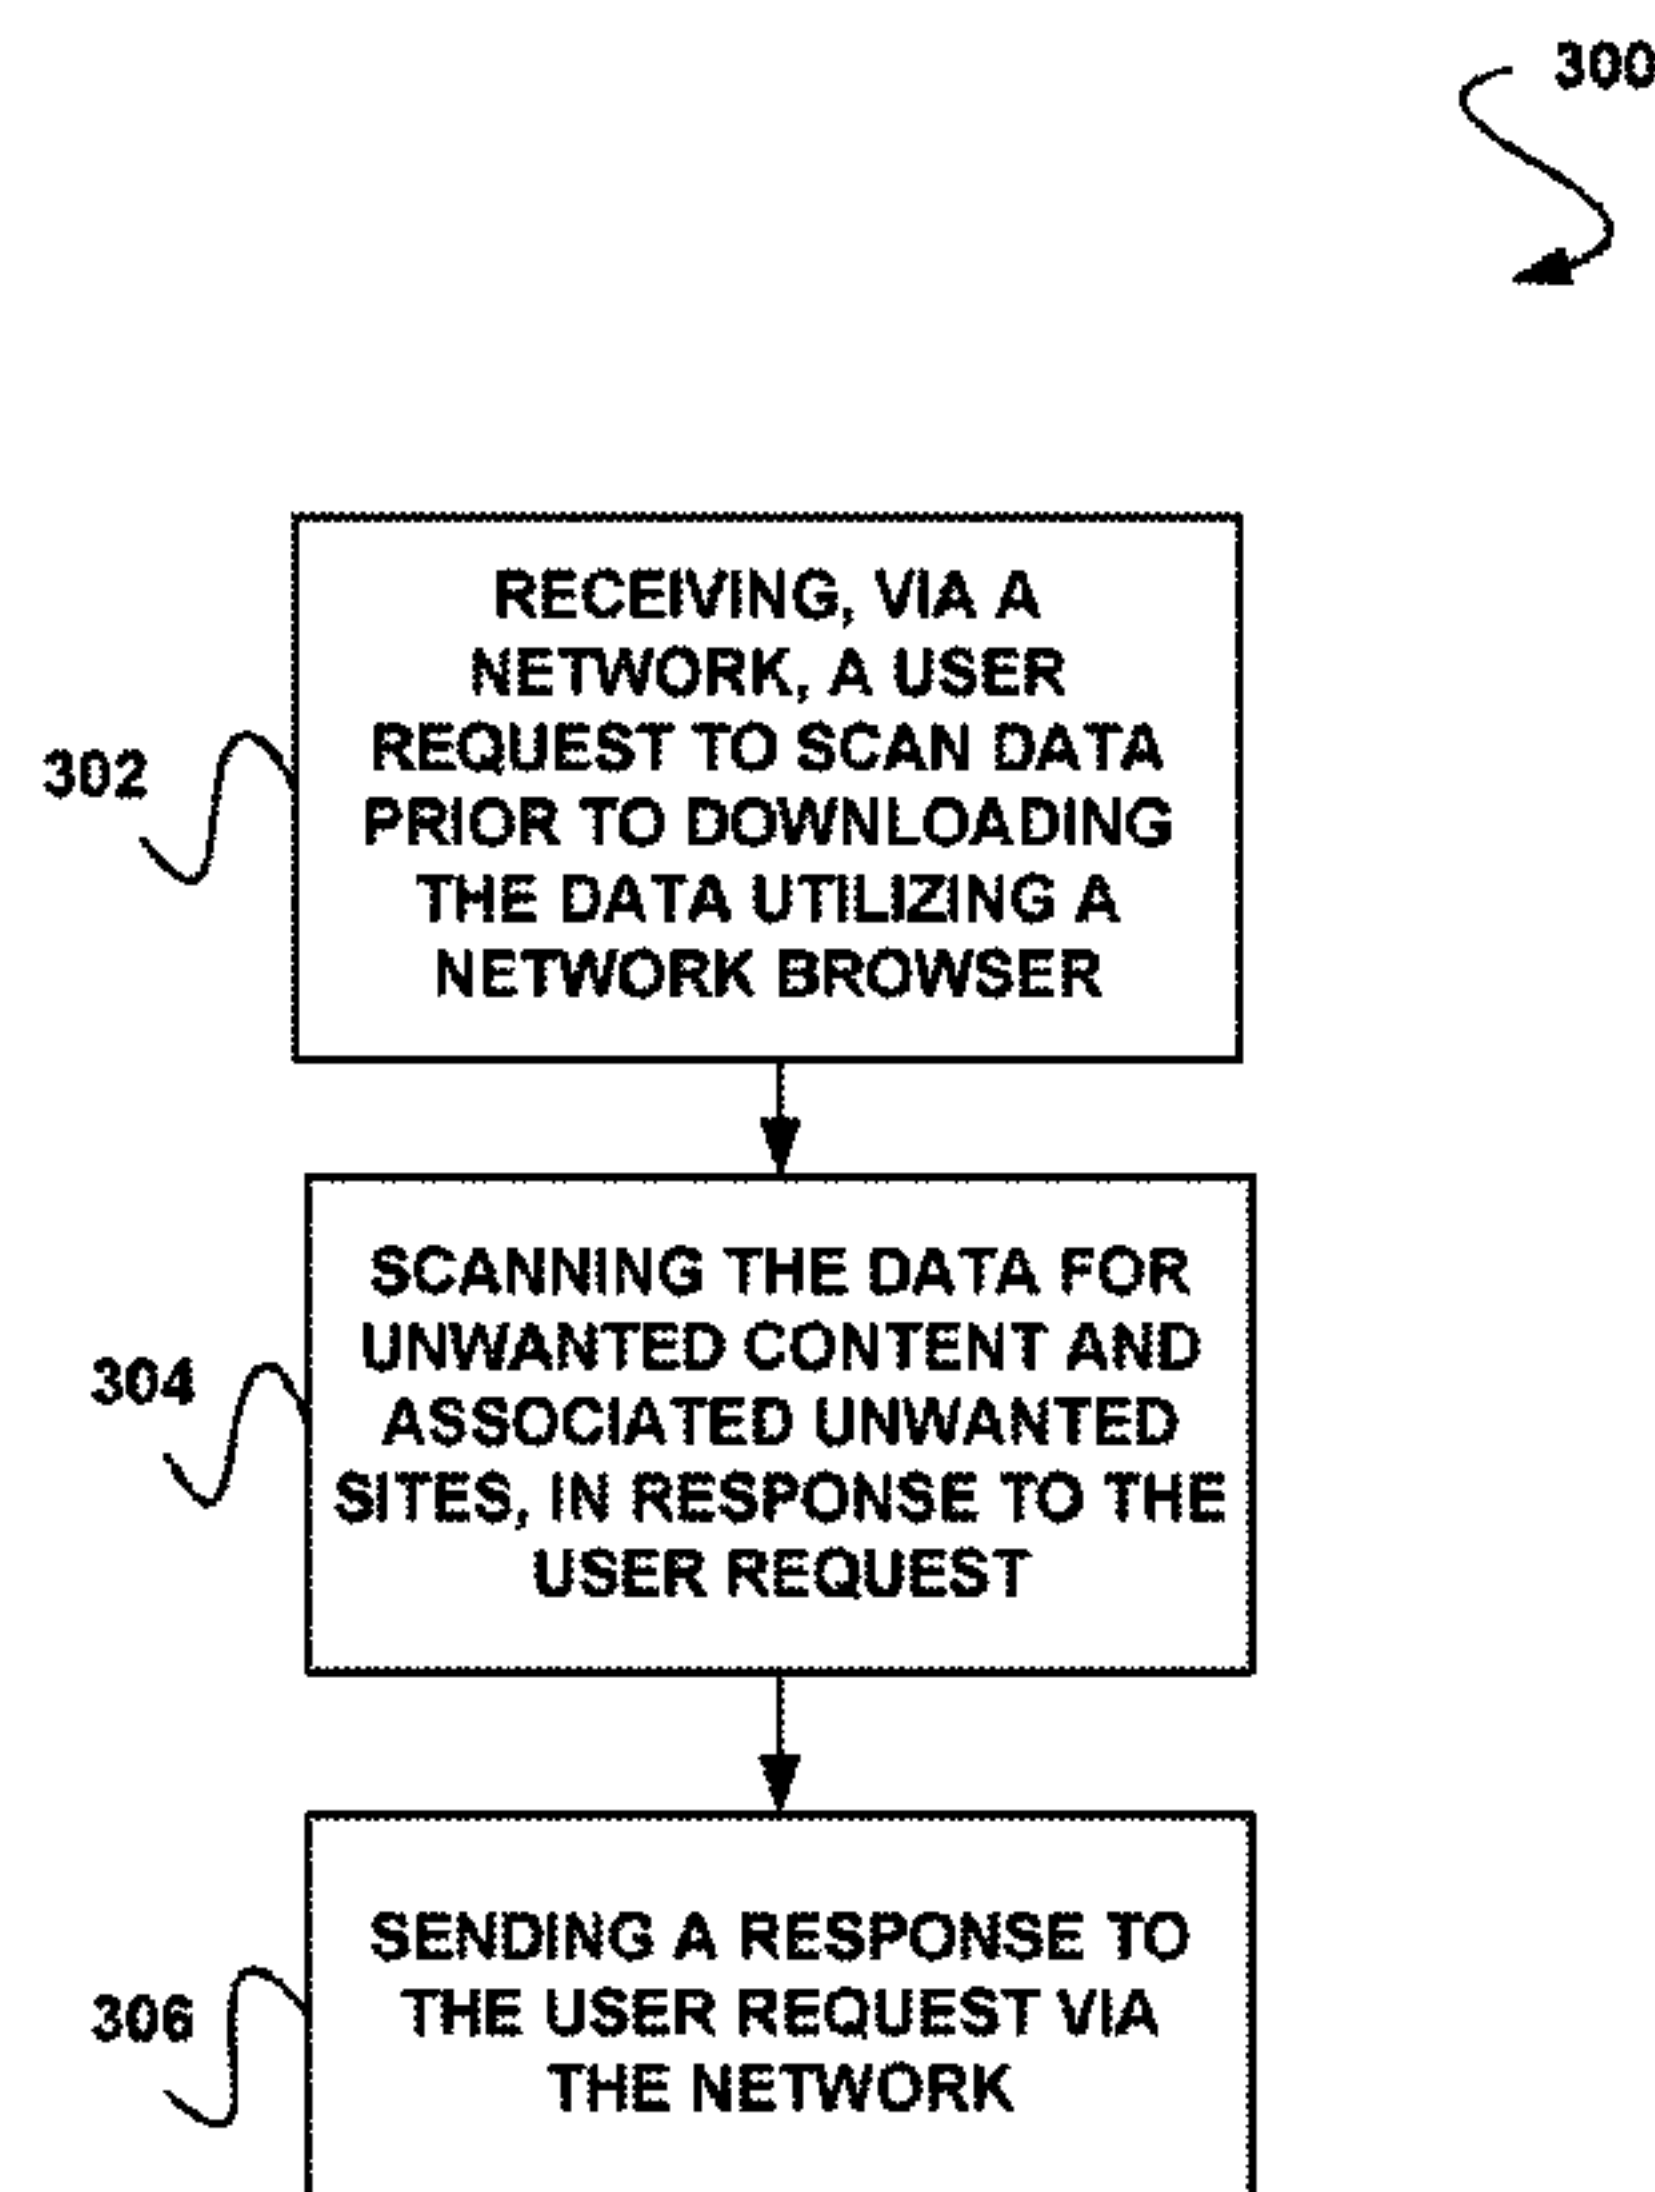 300
RECEIVING, VIA A
NETWORK, A USER
REQUEST TO SCAN DATA
PRIOR TO DOWNLOADING
THE DATA UTILIZING A
NETWORK BROWSER
302
SCANNING THE DATA FOR
UNWANTED CONTENT AND
ASSOCIATED UNWANTED
SITES, IN RESPONSE TO THE
USER REQUEST
304
SENDING A RESPONSE TO
THE USER REQUEST VIA
THE NETWORK
306